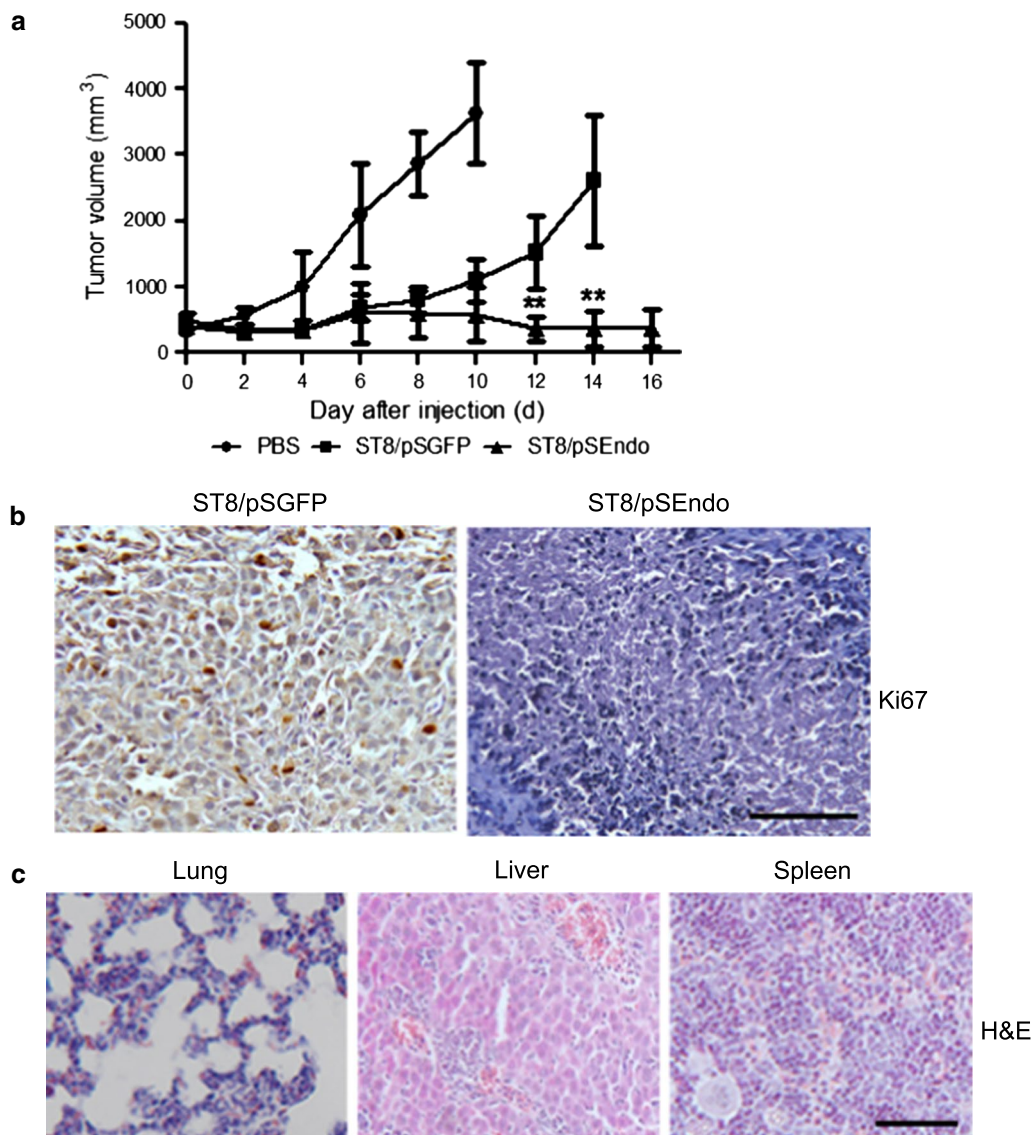 a
5000
4000
3000
2000
1000
0
Tumor volume (mm³)
** **
0 2 4 6 8 10 12 14 16
Day after injection (d)
PBS ST8/pSGFP ST8/pSEndo
b
ST8/pSGFP ST8/pSEndo
Ki67
c
Lung Liver Spleen
H&E